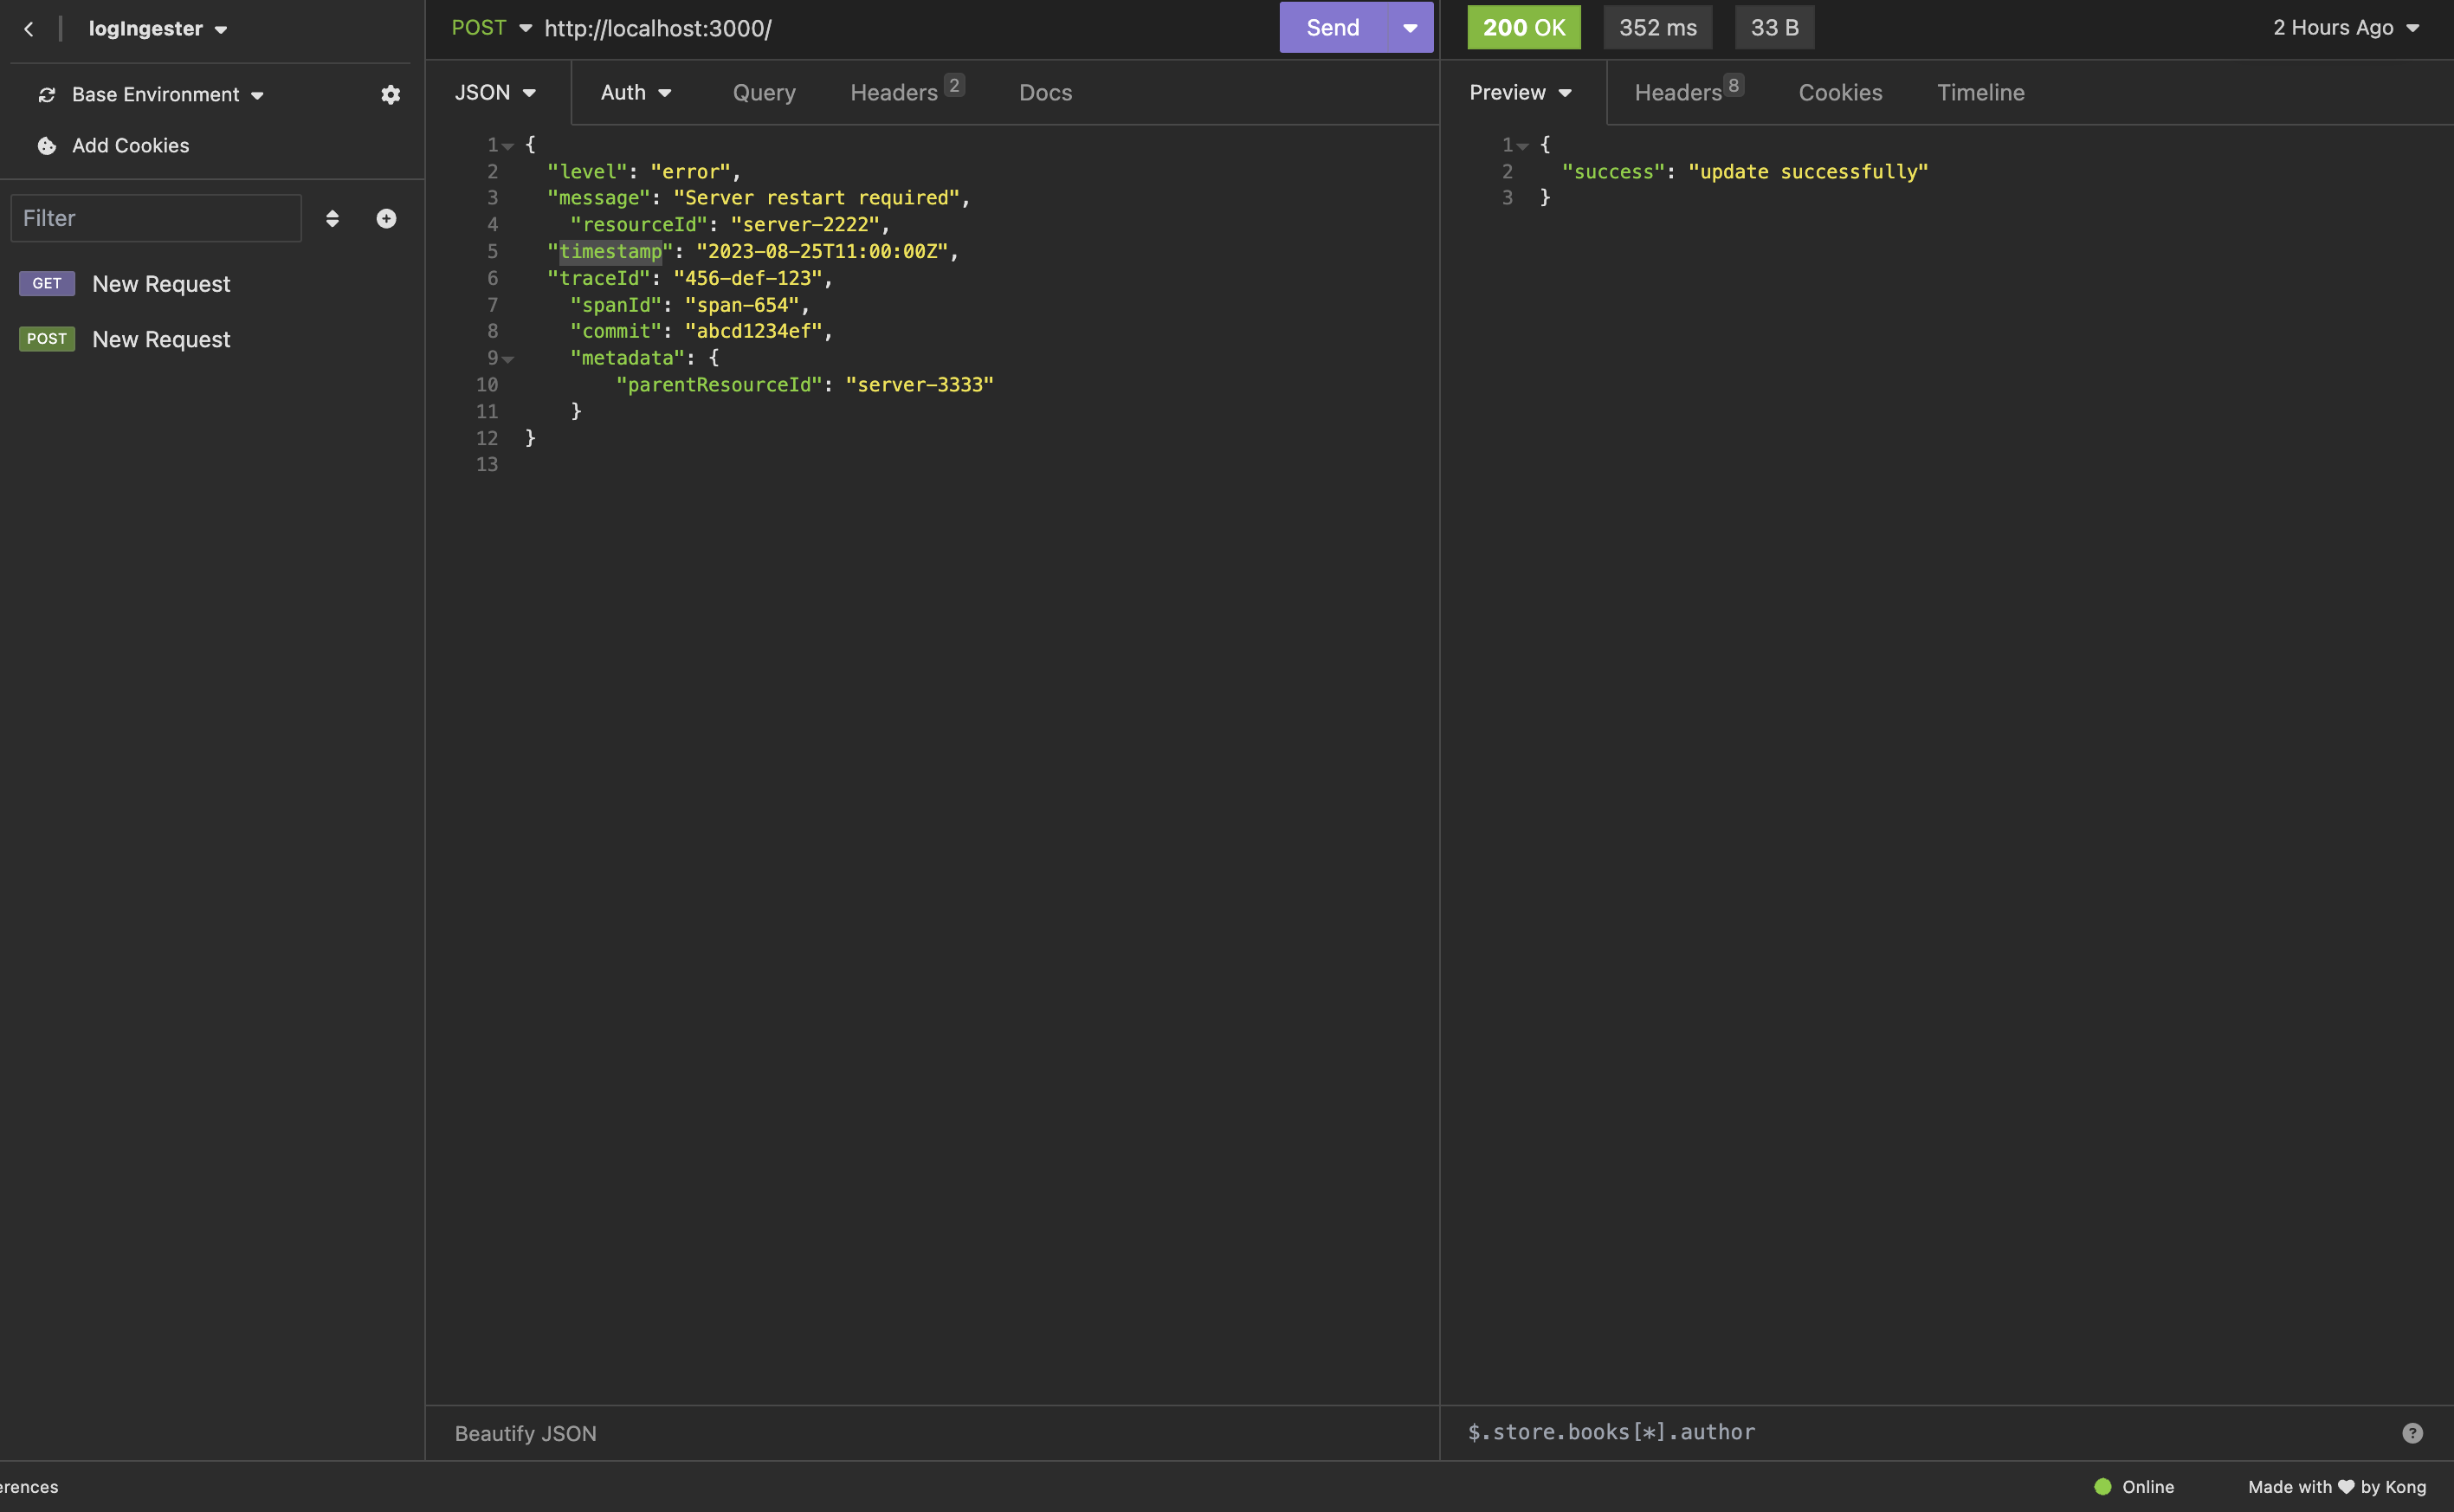 logIngester
Base Environment
Add Cookies
Filter
GET New Request
POST New Request
POST http://localhost:3000/ Send
JSON Auth Query Headers 2 Docs
1 {
2 "level": "error",
3 "message": "Server restart required",
4 "resourceId": "server-2222",
5 "timestamp": "2023-08-25T11:00:00Z",
6 "traceId": "456-def-123",
7 "spanId": "span-654",
8 "commit": "abcd1234ef",
9 "metadata": {
10 "parentResourceId": "server-3333"
11 }
12 }
13
Beautify JSON
200 OK 352 ms 33 B 2 Hours Ago
Preview Headers 8 Cookies Timeline
1 {
2 "success": "update successfully"
3 }
$.store.books[*].author ?
erences Online Made with ♥ by Kong